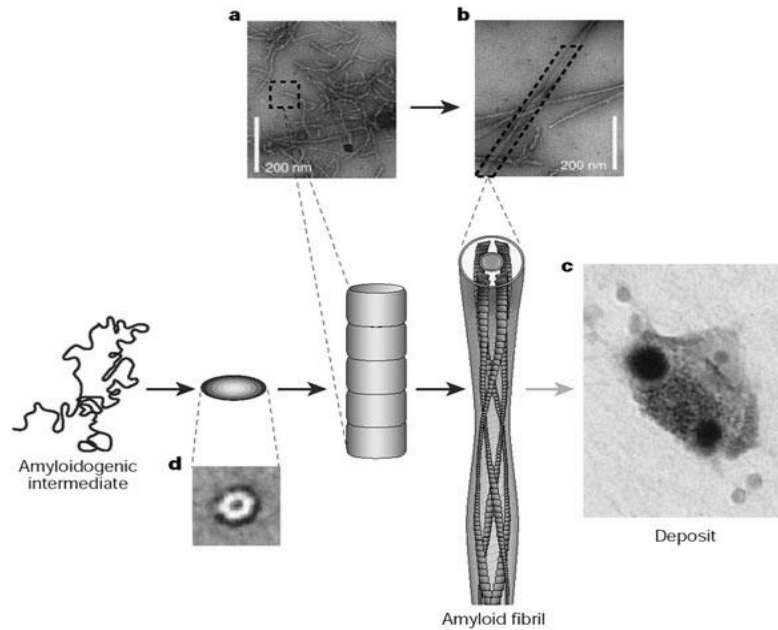 a
b
200 nm
200 nm
c
Amyloidogenic
intermediate
d
Deposit
Amyloid fibril